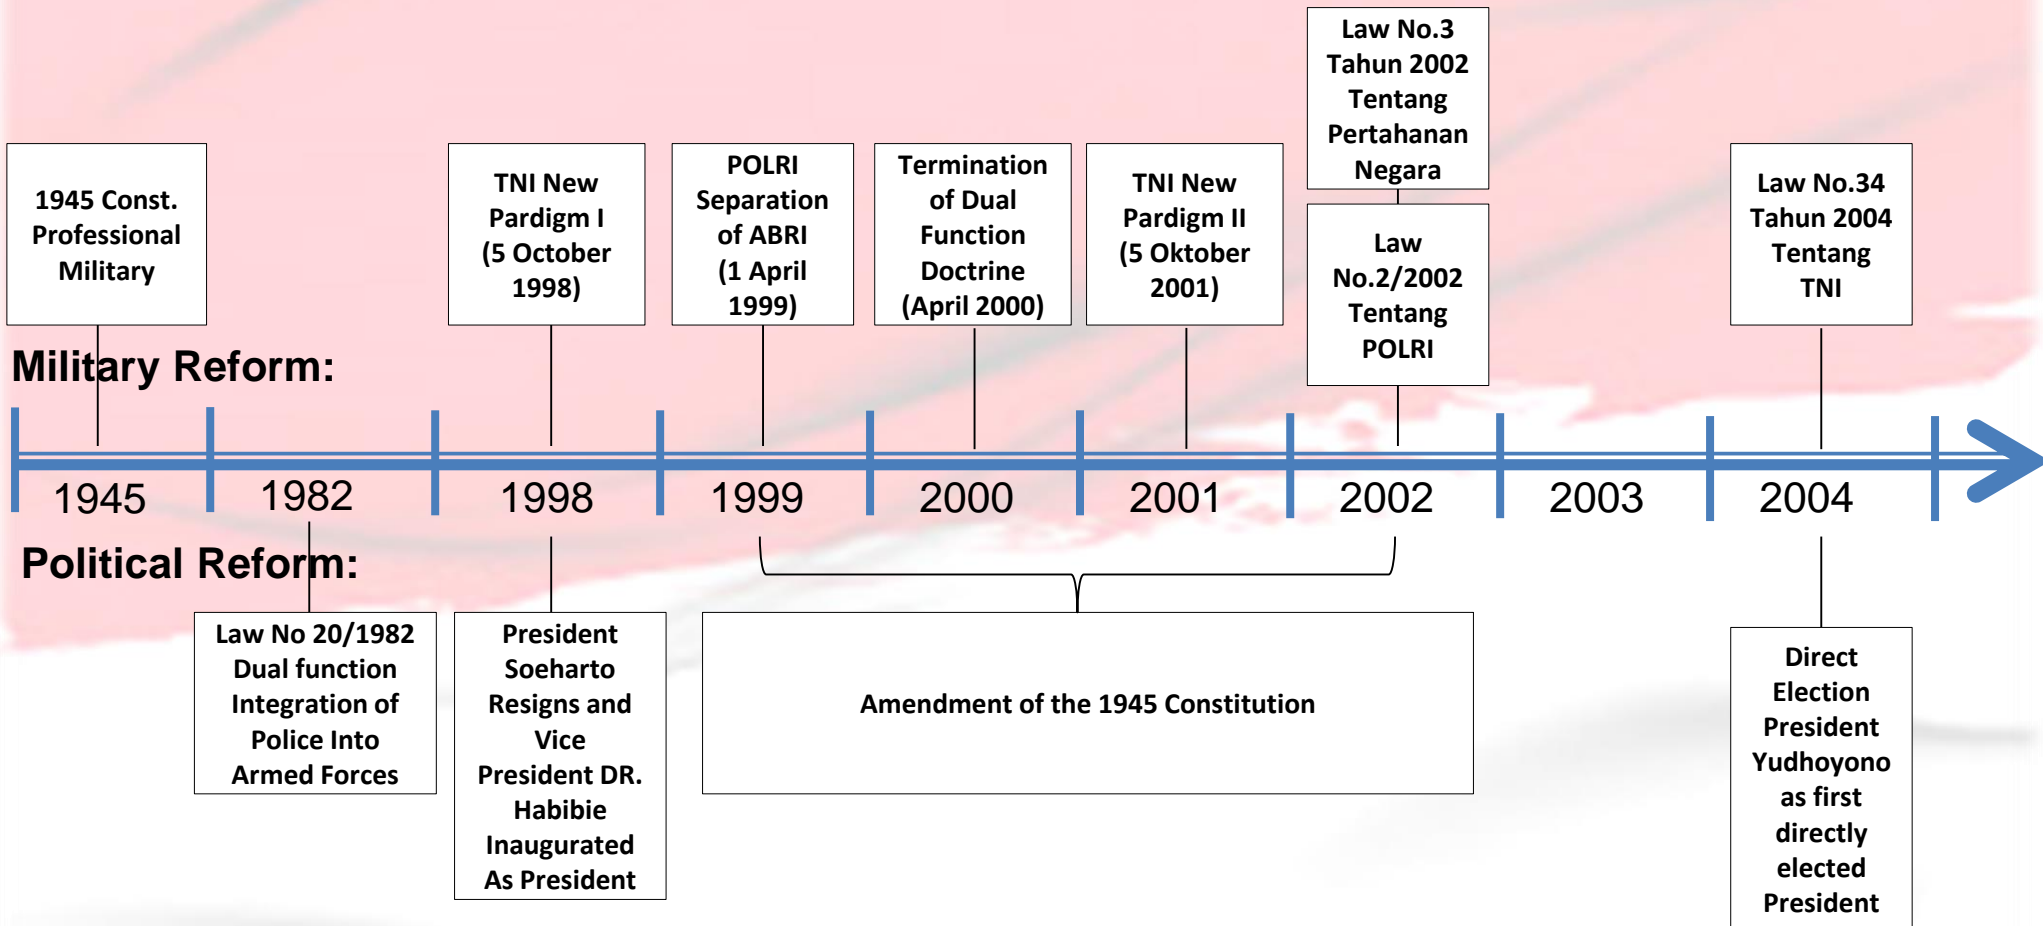 1945 Const.
Professional
Military
TNI New
Pardigm I
(5 October
1998)
POLRI
Separation
of ABRI
(1 April
1999)
Termination
of Dual
Function
Doctrine
(April 2000)
TNI New
Pardigm II
(5 Oktober
2001)
Law No.3
Tahun 2002
Tentang
Pertahanan
Negara
Law
No.2/2002
Tentang
POLRI
Law No.34
Tahun 2004
Tentang
TNI
Military Reform:
1945
1982
1998
1999
2000
2001
2002
2003
2004
Political Reform:
Law No 20/1982
Dual function
Integration of
Police Into
Armed Forces
President
Soeharto
Resigns and
Vice
President DR.
Habibie
Inaugurated
As President
Amendment of the 1945 Constitution
Direct
Election
President
Yudhoyono
as first
directly
elected
President